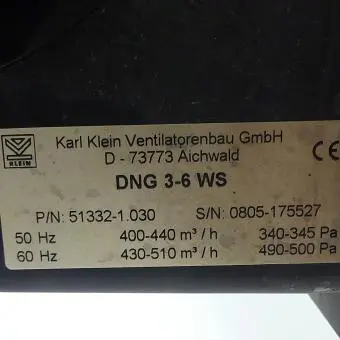 Karl Klein Ventilatorenbau GmbH
KLEIN
D - 73773 Aichwald
CE
DNG 3-6 WS
P/N: 51332-1.030 S/N: 0805-175527
50 Hz 400-440 m³ / h 340-345 Pa
60 Hz 430-510 m³ / h 490-500 Pa